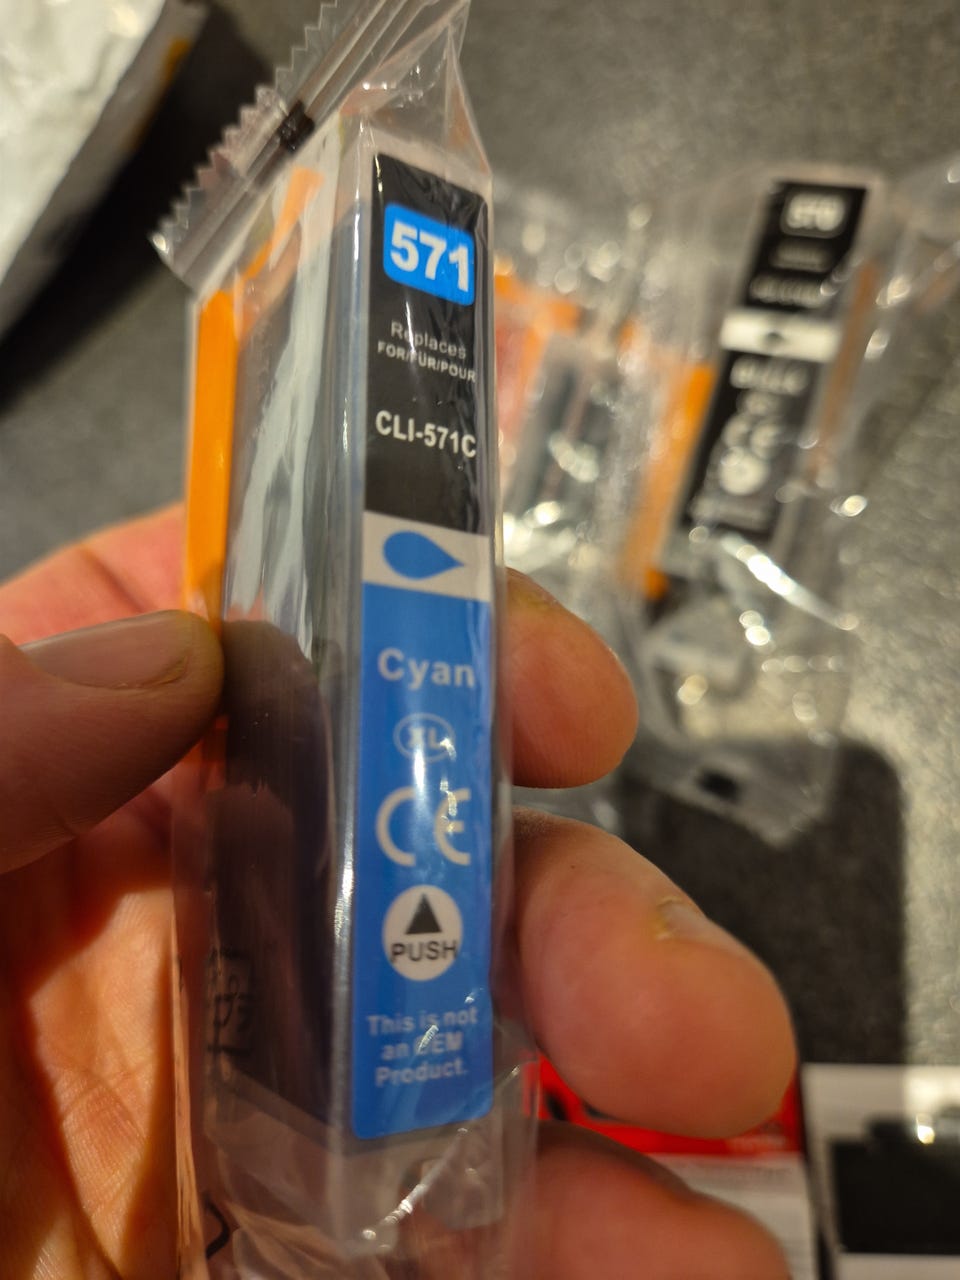 571
Replaces
FOR/FÜR/POUR
CLI-571C
Cyan
XL
CE
PUSH
This is not
an OEM
Product.